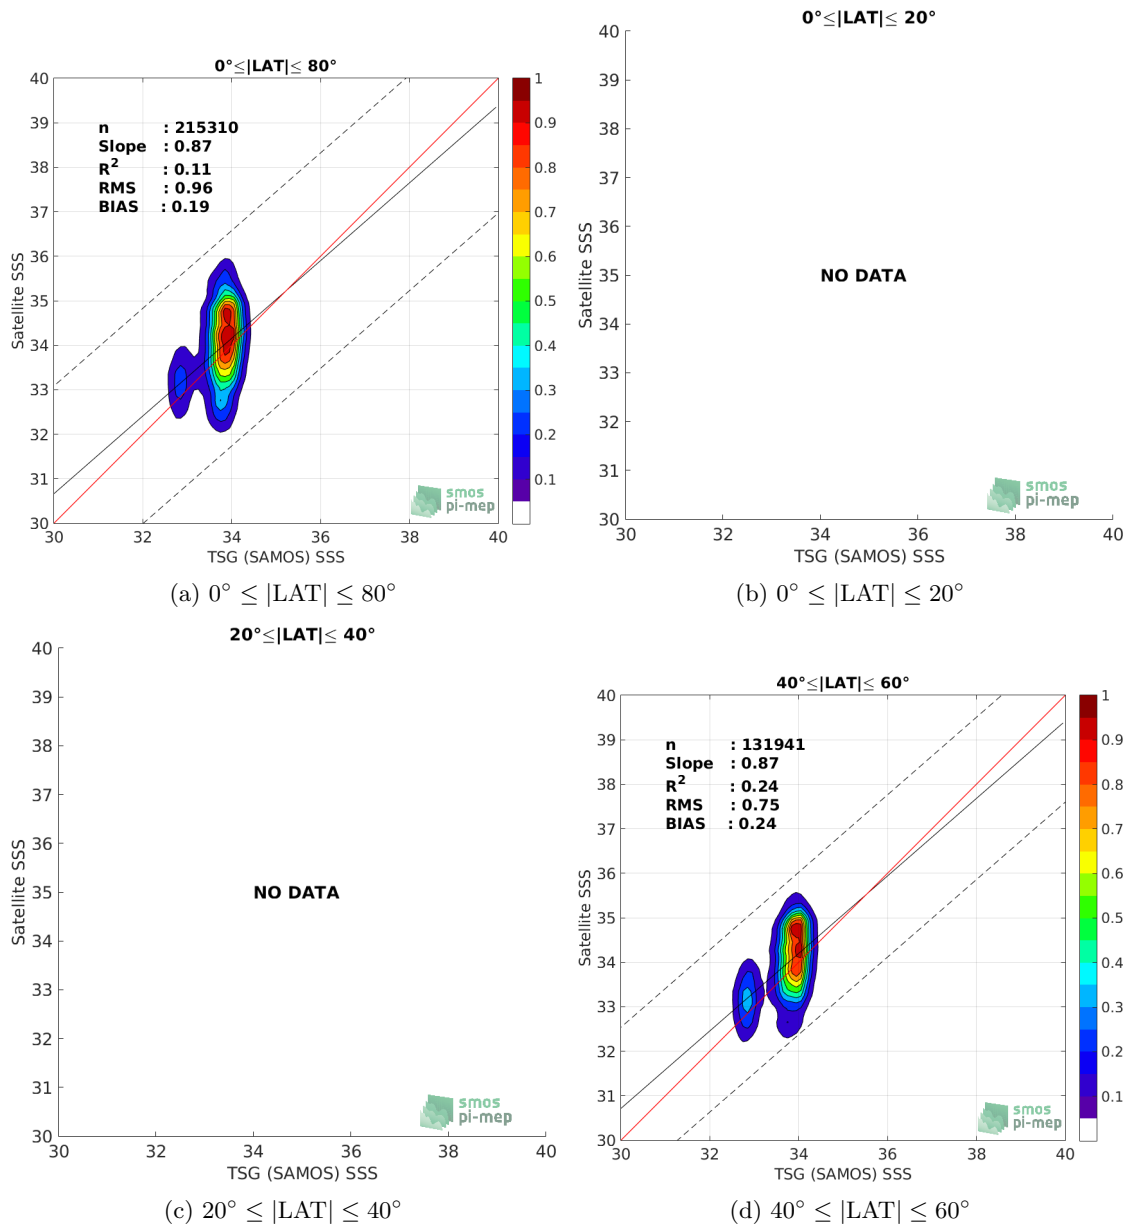 0°≤|LAT|≤ 80°
40
39
38
37
36
35
34
33
32
31
30
Satellite SSS
n : 215310
Slope : 0.87
R2 : 0.11
RMS : 0.96
BIAS : 0.19
1
0.9
0.8
0.7
0.6
0.5
0.4
0.3
0.2
0.1
smos
pi-mep
30 32 34 36 38 40
TSG (SAMOS) SSS
(a) 0° ≤ |LAT| ≤ 80°
0°≤|LAT|≤ 20°
40
39
38
37
36
35
34
33
32
31
30
Satellite SSS
NO DATA
smos
pi-mep
30 32 34 36 38 40
TSG (SAMOS) SSS
(b) 0° ≤ |LAT| ≤ 20°
20°≤|LAT|≤ 40°
40
39
38
37
36
35
34
33
32
31
30
Satellite SSS
NO DATA
smos
pi-mep
30 32 34 36 38 40
TSG (SAMOS) SSS
(c) 20° ≤ |LAT| ≤ 40°
40°≤|LAT|≤ 60°
40
39
38
37
36
35
34
33
32
31
30
Satellite SSS
n : 131941
Slope : 0.87
R2 : 0.24
RMS : 0.75
BIAS : 0.24
1
0.9
0.8
0.7
0.6
0.5
0.4
0.3
0.2
0.1
smos
pi-mep
30 32 34 36 38 40
TSG (SAMOS) SSS
(d) 40° ≤ |LAT| ≤ 60°